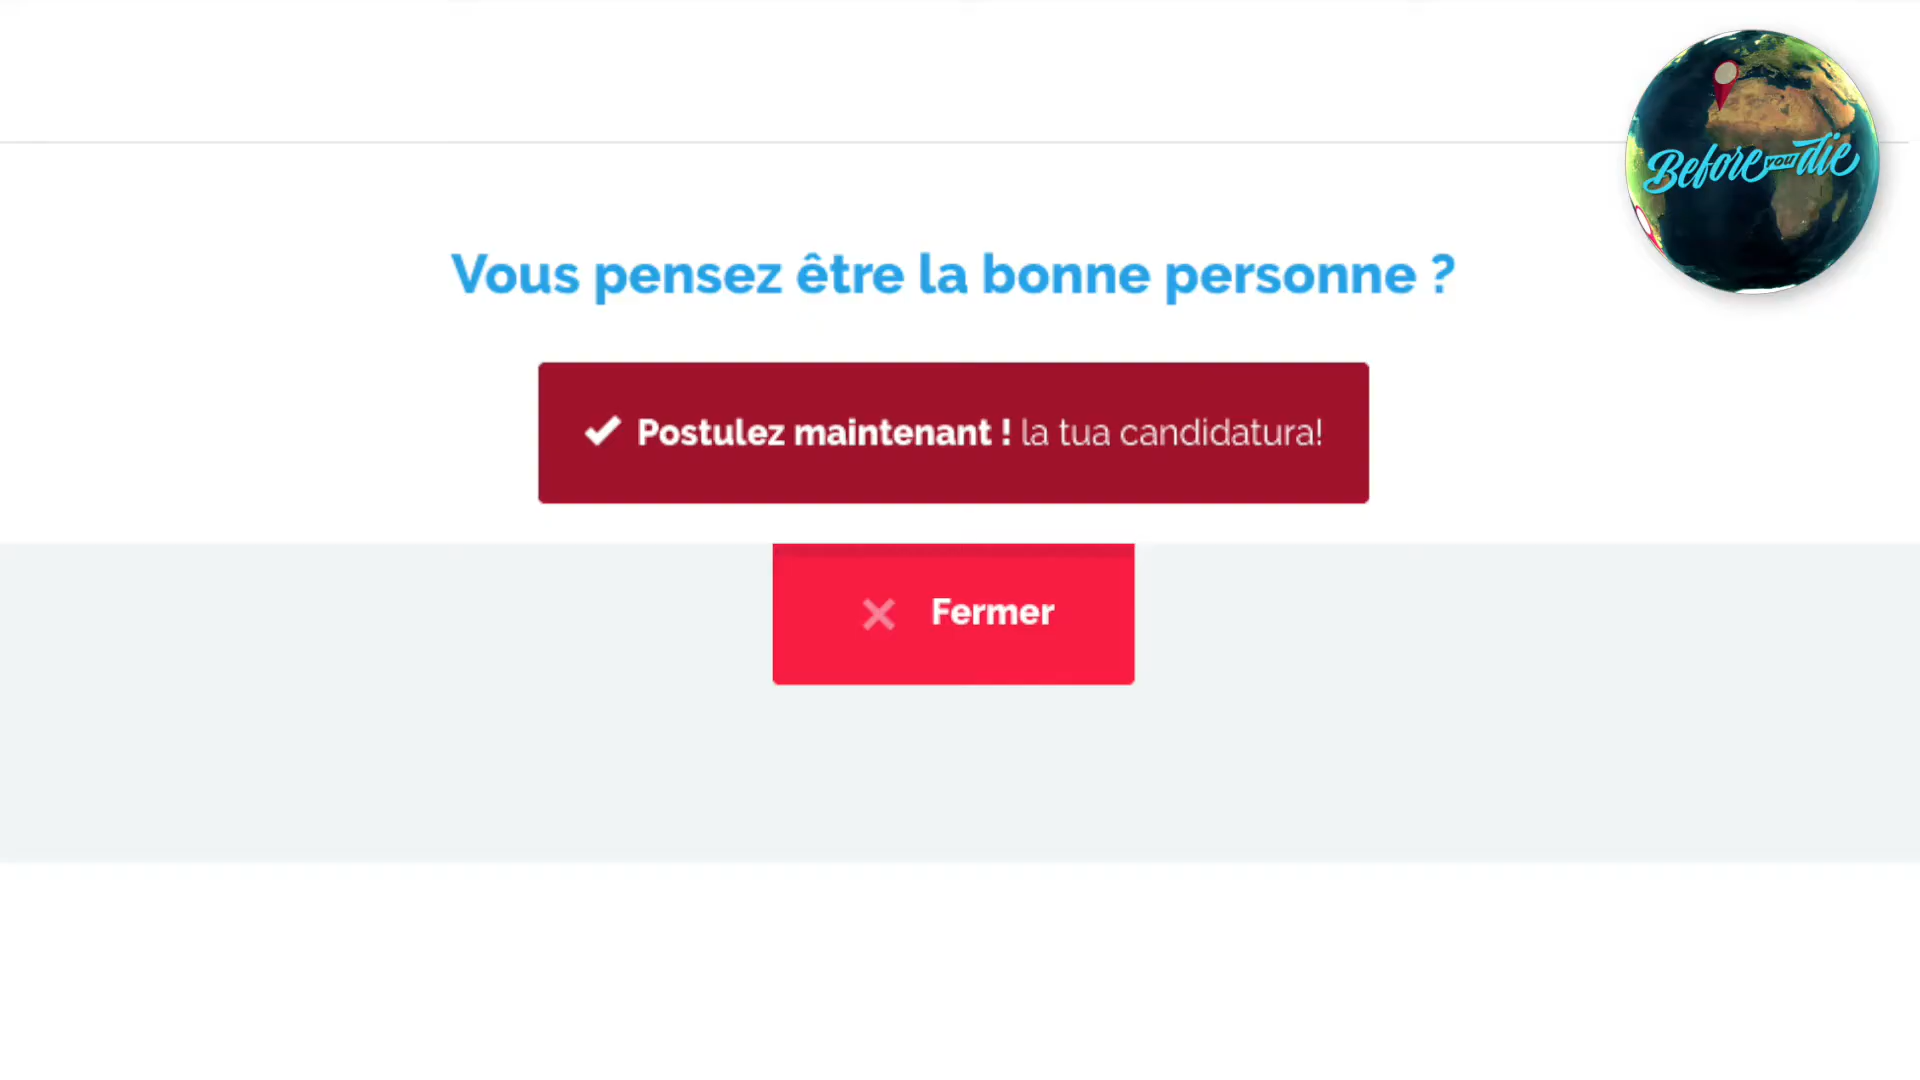 Before you die
Vous pensez être la bonne personne ?
Postulez maintenant ! la tua candidatura!
Fermer